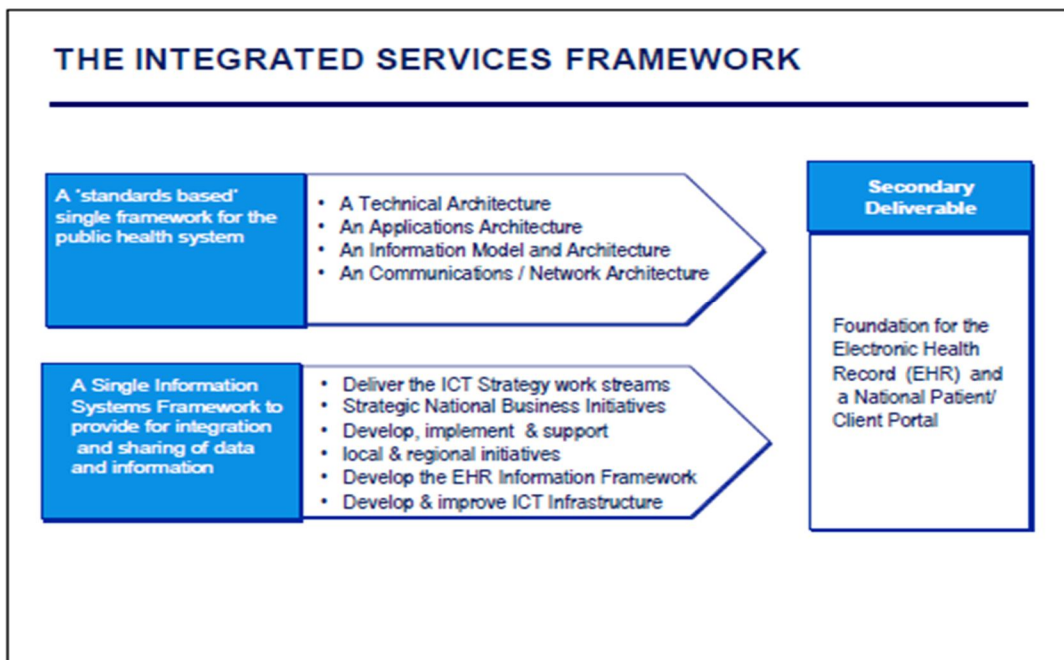 THE INTEGRATED SERVICES FRAMEWORK
A 'standards based'
single framework for the
public health system
• A Technical Architecture
• An Applications Architecture
• An Information Model and Architecture
• An Communications / Network Architecture
A Single Information
Systems Framework to
provide for integration
and sharing of data
and information
• Deliver the ICT Strategy work streams
• Strategic National Business Initiatives
• Develop, implement & support
• local & regional initiatives
• Develop the EHR Information Framework
• Develop & improve ICT Infrastructure
Secondary
Deliverable
Foundation for the
Electronic Health
Record (EHR) and
a National Patient/
Client Portal